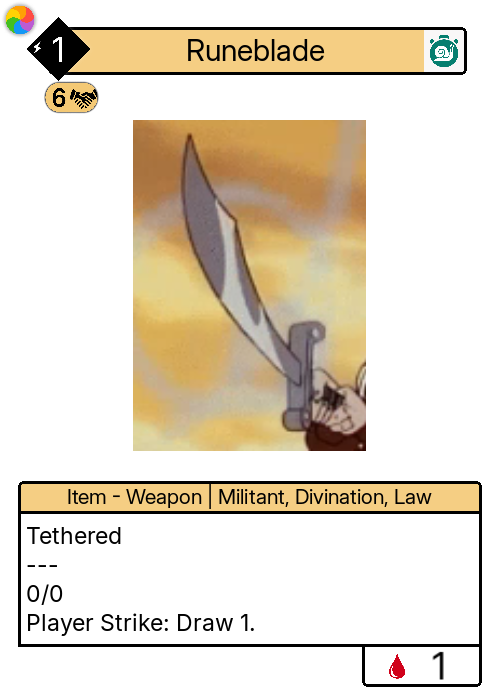 1
Runeblade
6
Item - Weapon | Militant, Divination, Law
Tethered
---
0/0
Player Strike: Draw 1.
1